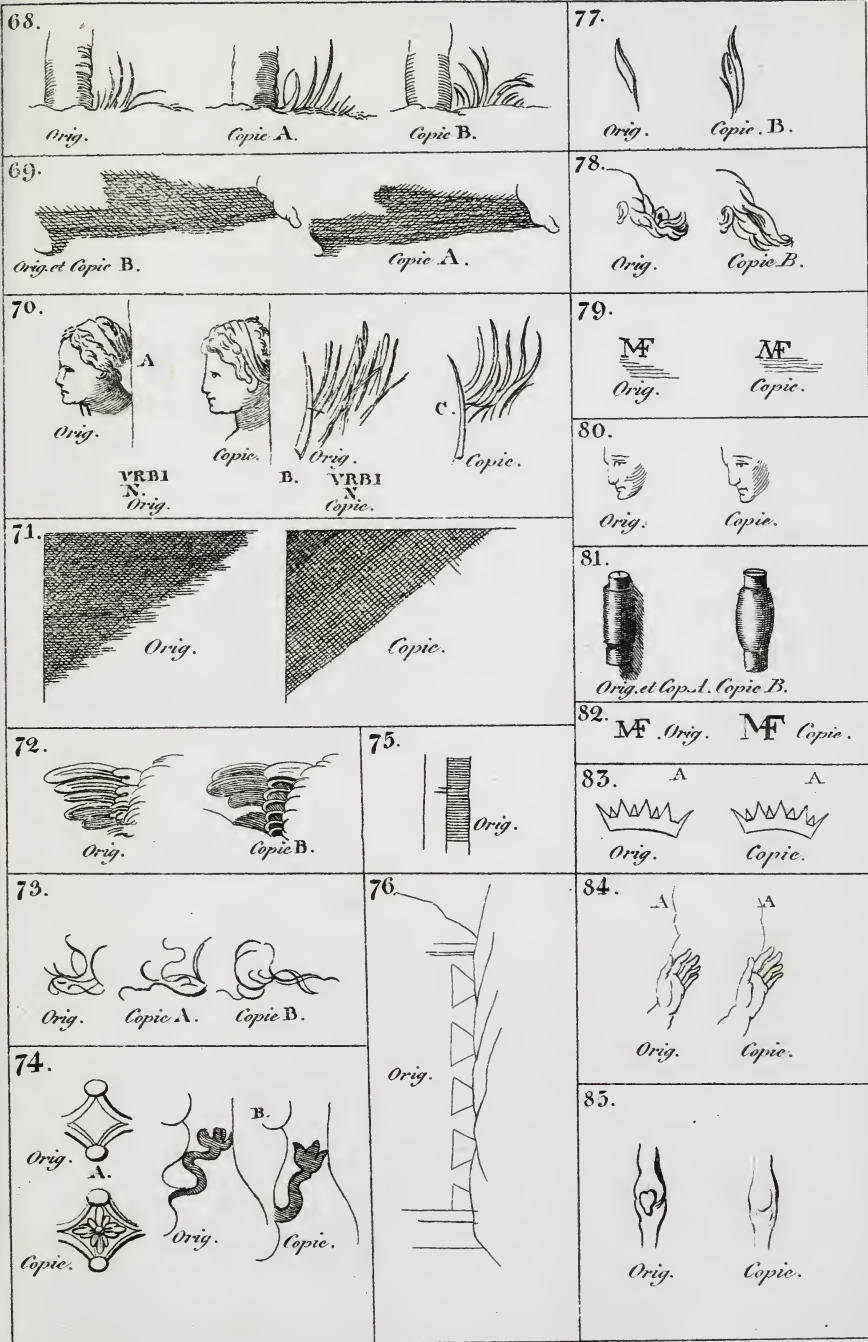 68.
Orig. Copie A. Copie B.
69.
Orig. et Copie B. Copie A.
70.
A
Orig. Copie. B. Orig. C. Copie.
VRBI VRBI
N. N.
Orig. Copie.
71.
Orig. Copie.
72.
Orig. Copie B.
73.
Orig. Copie A. Copie B.
74.
Orig.
A.
Copie.
B.
Orig. Copie.
75.
Orig.
76
Orig.
77.
Orig. Copie. B.
78.
Orig. Copie B.
79.
MF MF
Orig. Copie.
80.
Orig. Copie.
81.
Orig. et Cop. A. Copie B.
82.
MF. Orig. MF Copie.
83.
A A
Orig. Copie.
84.
A A
Orig. Copie.
85.
Orig. Copie.